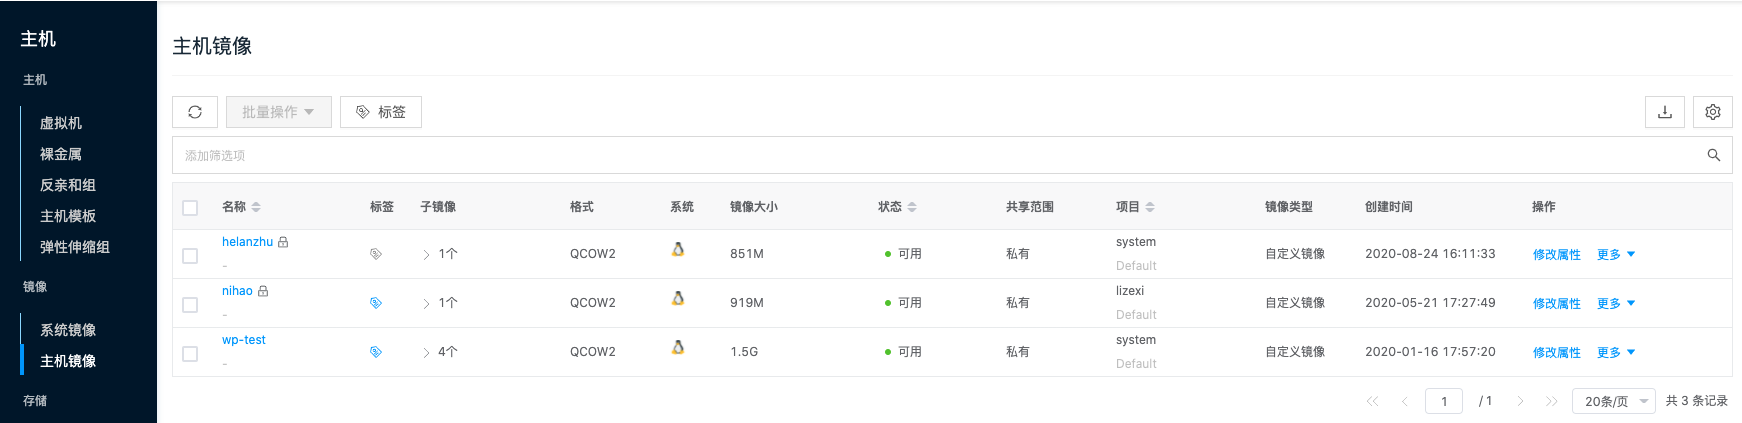 主机
主机
虚拟机
裸金属
反亲和组
主机模板
弹性伸缩组
镜像
系统镜像
主机镜像
存储
主机镜像
批量操作 标签
添加筛选项
名称 标签 子镜像 格式 系统 镜像大小 状态 共享范围 项目 镜像类型 创建时间 操作
helanzhu 1个 QCOW2 851M 可用 私有 system 自定义镜像 2020-08-24 16:11:33 修改属性 更多
- Default
nihao 1个 QCOW2 919M 可用 私有 lizexi 自定义镜像 2020-05-21 17:27:49 修改属性 更多
- Default
wp-test 4个 QCOW2 1.5G 可用 私有 system 自定义镜像 2020-01-16 17:57:20 修改属性 更多
- Default
1 / 1 20条/页 共 3 条记录